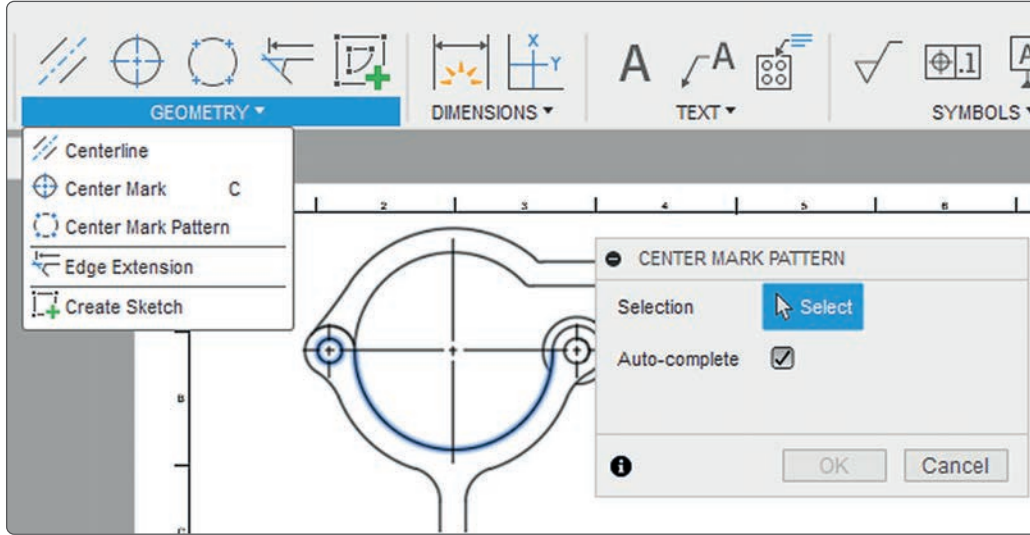 X
Y
A
A
.1
A
GEOMETRY ▼
DIMENSIONS ▼
TEXT ▼
SYMBOLS
Centerline
Center Mark C
Center Mark Pattern
Edge Extension
Create Sketch
2 3 4 5 6
B
C
CENTER MARK PATTERN
Selection Select
Auto-complete
OK Cancel